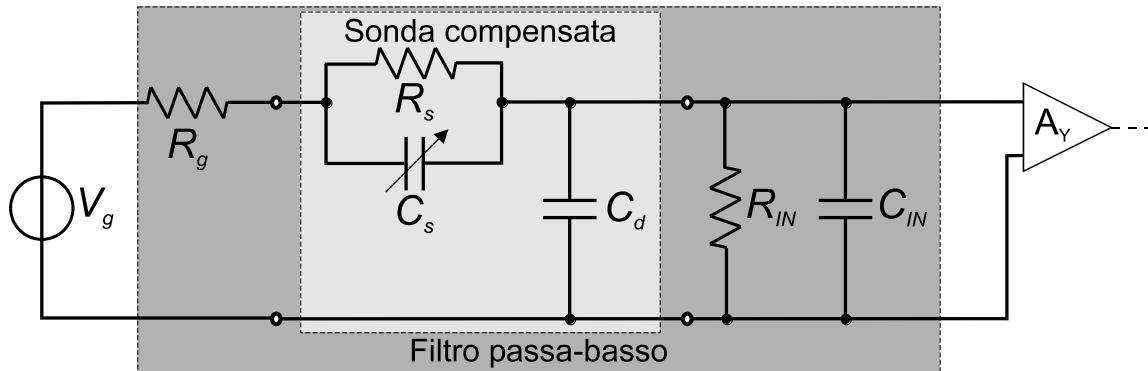 Sonda compensata
R_s
R_g
C_s
V_g
C_d
R_IN
C_IN
A_Y
Filtro passa-basso